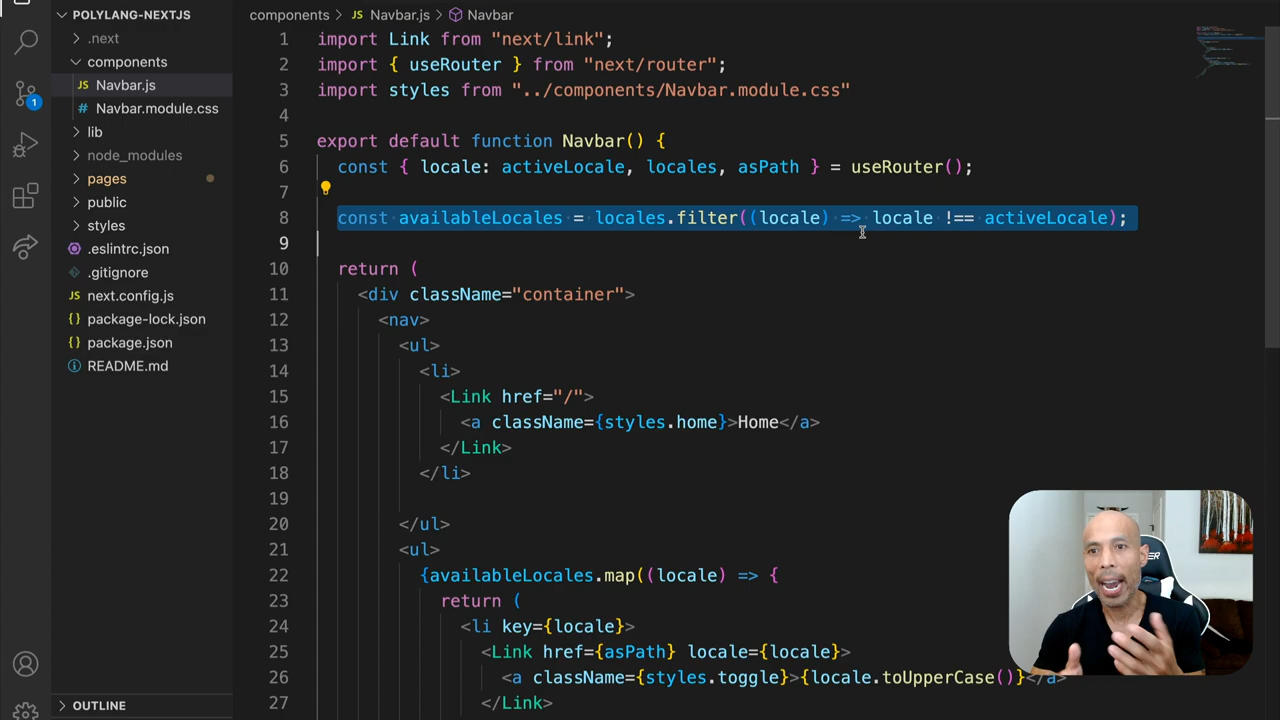 POLYLANG-NEXTJS
.next
components
Navbar.js
Navbar.module.css
lib
node_modules
pages
public
styles
.eslintrc.json
.gitignore
next.config.js
package-lock.json
package.json
README.md
OUTLINE
1
components > JS Navbar.js > Navbar
1 import Link from "next/link";
2 import { useRouter } from "next/router";
3 import styles from "../components/Navbar.module.css"
4
5 export default function Navbar() {
6 const { locale: activeLocale, locales, asPath } = useRouter();
7
8 const availableLocales = locales.filter((locale) => locale !== activeLocale);
9
10 return (
11 <div className="container">
12 <nav>
13 <ul>
14 <li>
15 <Link href="/">
16 <a className={styles.home}>Home</a>
17 </Link>
18 </li>
19
20 </ul>
21 <ul>
22 {availableLocales.map((locale) => {
23 return (
24 <li key={locale}>
25 <Link href={asPath} locale={locale}>
26 <a className={styles.toggle}>{locale.toUpperCase()}</a>
27 </Link>